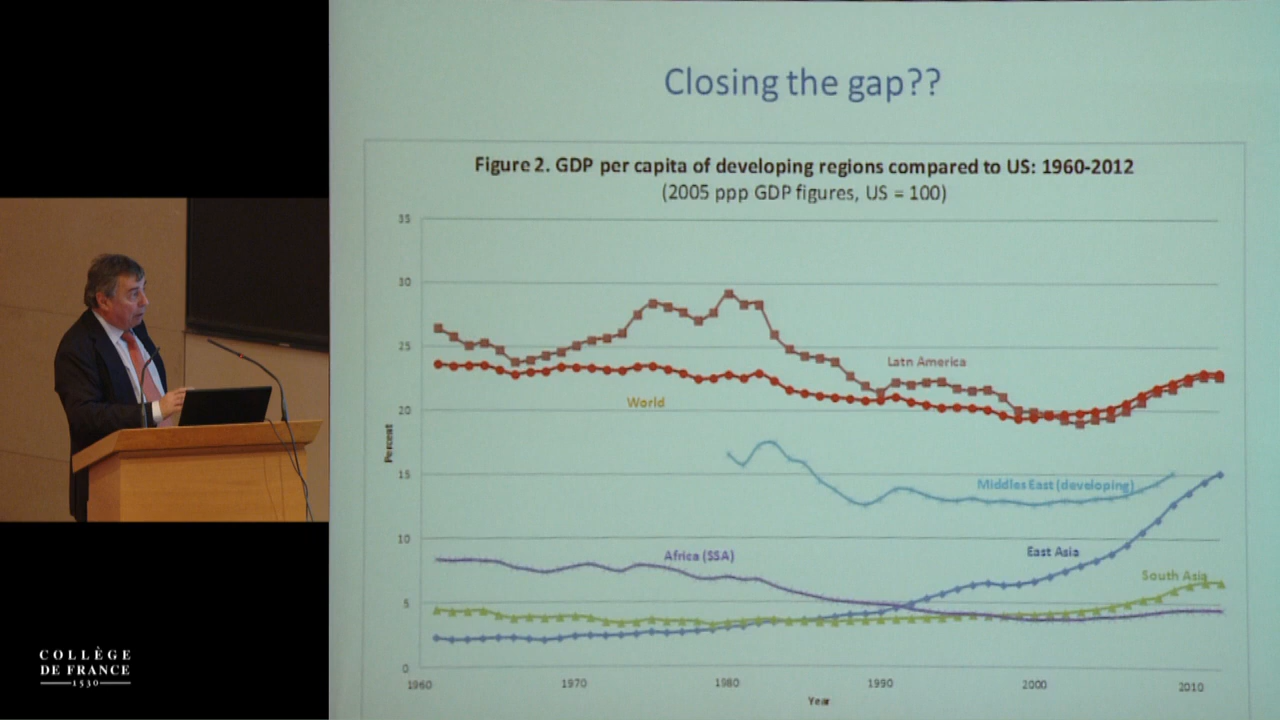 Closing the gap??
Figure 2. GDP per capita of developing regions compared to US: 1960-2012
(2005 ppp GDP figures, US = 100)
35
30
25
20
15
10
5
0
Percent
Latn America
World
Middles East (developing)
Africa (SSA)
East Asia
South Asia
1960
1970
1980
1990
2000
2010
Year
COLLÈGE
DE FRANCE
1530